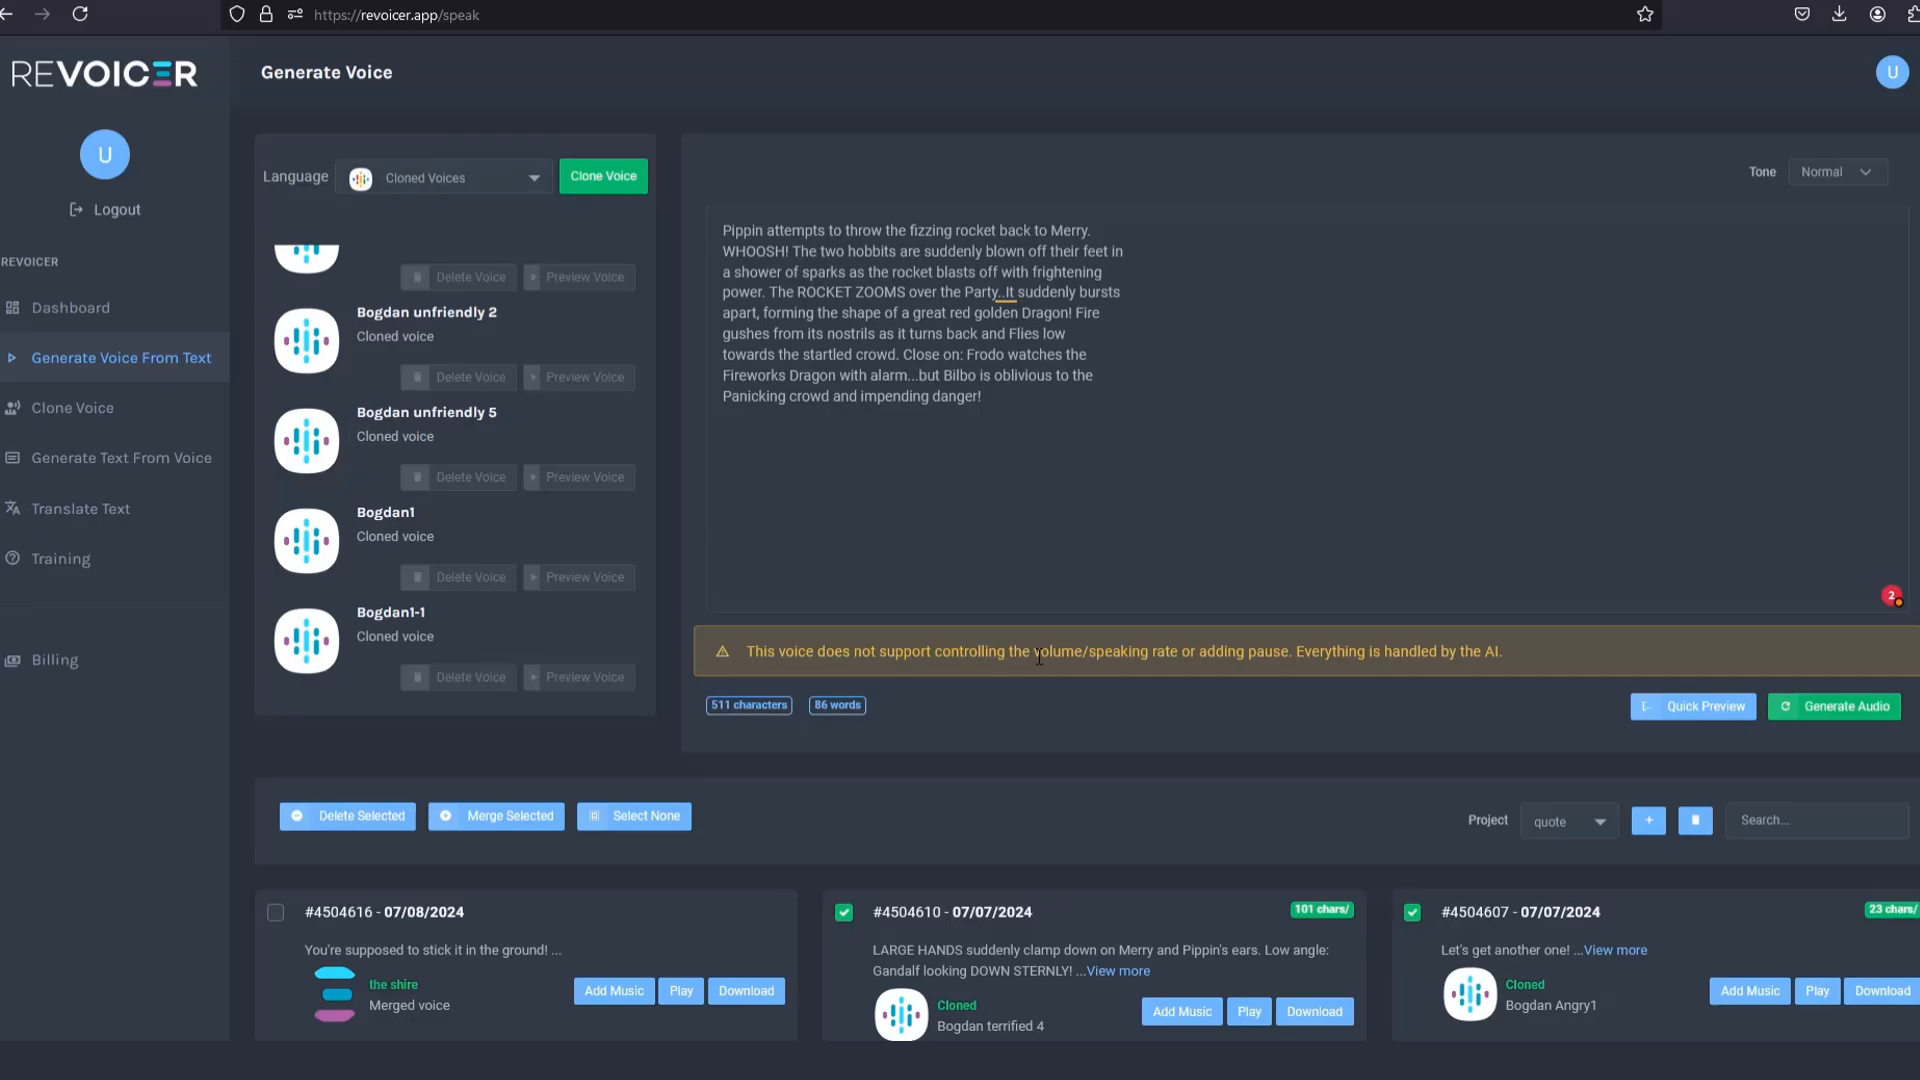 https://revoicer.app/speak
REVOICER
Generate Voice
U
U
Logout
REVOICER
Dashboard
Generate Voice From Text
Clone Voice
Generate Text From Voice
Translate Text
Training
Billing
Language
Cloned Voices
Clone Voice
Delete Voice
Preview Voice
Bogdan unfriendly 2
Cloned voice
Delete Voice
Preview Voice
Bogdan unfriendly 5
Cloned voice
Delete Voice
Preview Voice
Bogdan1
Cloned voice
Delete Voice
Preview Voice
Bogdan1-1
Cloned voice
Delete Voice
Preview Voice
Tone
Normal
Pippin attempts to throw the fizzing rocket back to Merry.
WHOOSH! The two hobbits are suddenly blown off their feet in
a shower of sparks as the rocket blasts off with frightening
power. The ROCKET ZOOMS over the Party..It suddenly bursts
apart, forming the shape of a great red golden Dragon! Fire
gushes from its nostrils as it turns back and Flies low
towards the startled crowd. Close on: Frodo watches the
Fireworks Dragon with alarm...but Bilbo is oblivious to the
Panicking crowd and impending danger!
2
This voice does not support controlling the volume/speaking rate or adding pause. Everything is handled by the AI.
511 characters
86 words
Quick Preview
Generate Audio
Delete Selected
Merge Selected
Select None
Project
quote
+
Search...
#4504616 - 07/08/2024
You're supposed to stick it in the ground! ...
the shire
Merged voice
Add Music
Play
Download
#4504610 - 07/07/2024
101 chars/
LARGE HANDS suddenly clamp down on Merry and Pippin's ears. Low angle:
Gandalf looking DOWN STERNLY! ...View more
Cloned
Bogdan terrified 4
Add Music
Play
Download
#4504607 - 07/07/2024
23 chars/
Let's get another one! ...View more
Cloned
Bogdan Angry1
Add Music
Play
Download